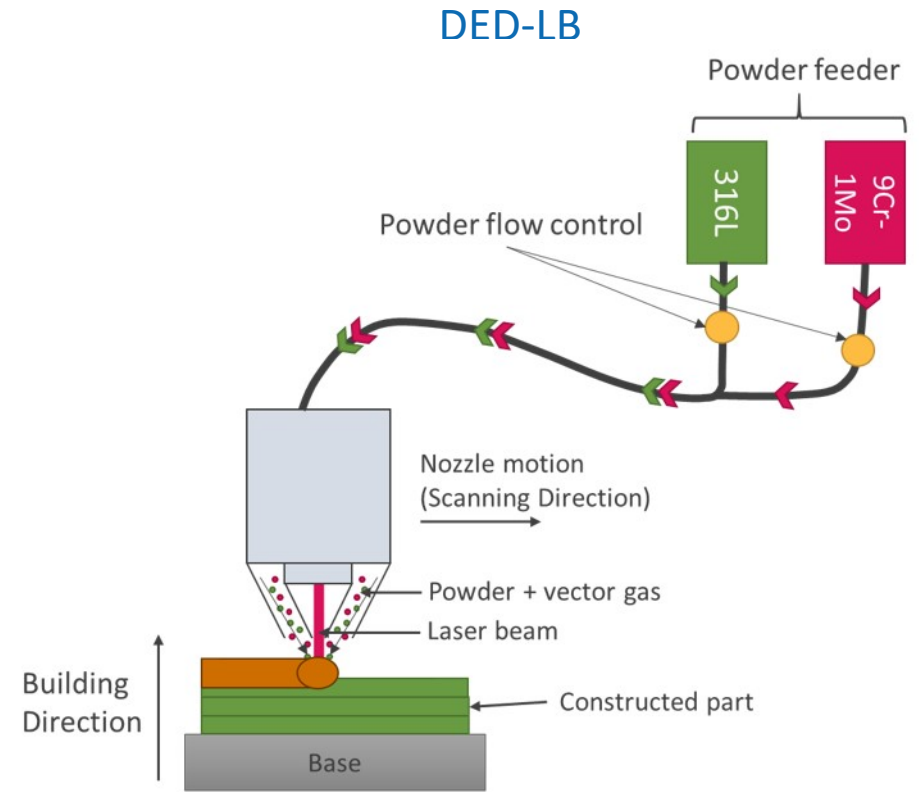 DED-LB
Powder feeder
316L
9Cr-
1Mo
Powder flow control
Nozzle motion
(Scanning Direction)
Powder + vector gas
Laser beam
Building
Direction
Constructed part
Base